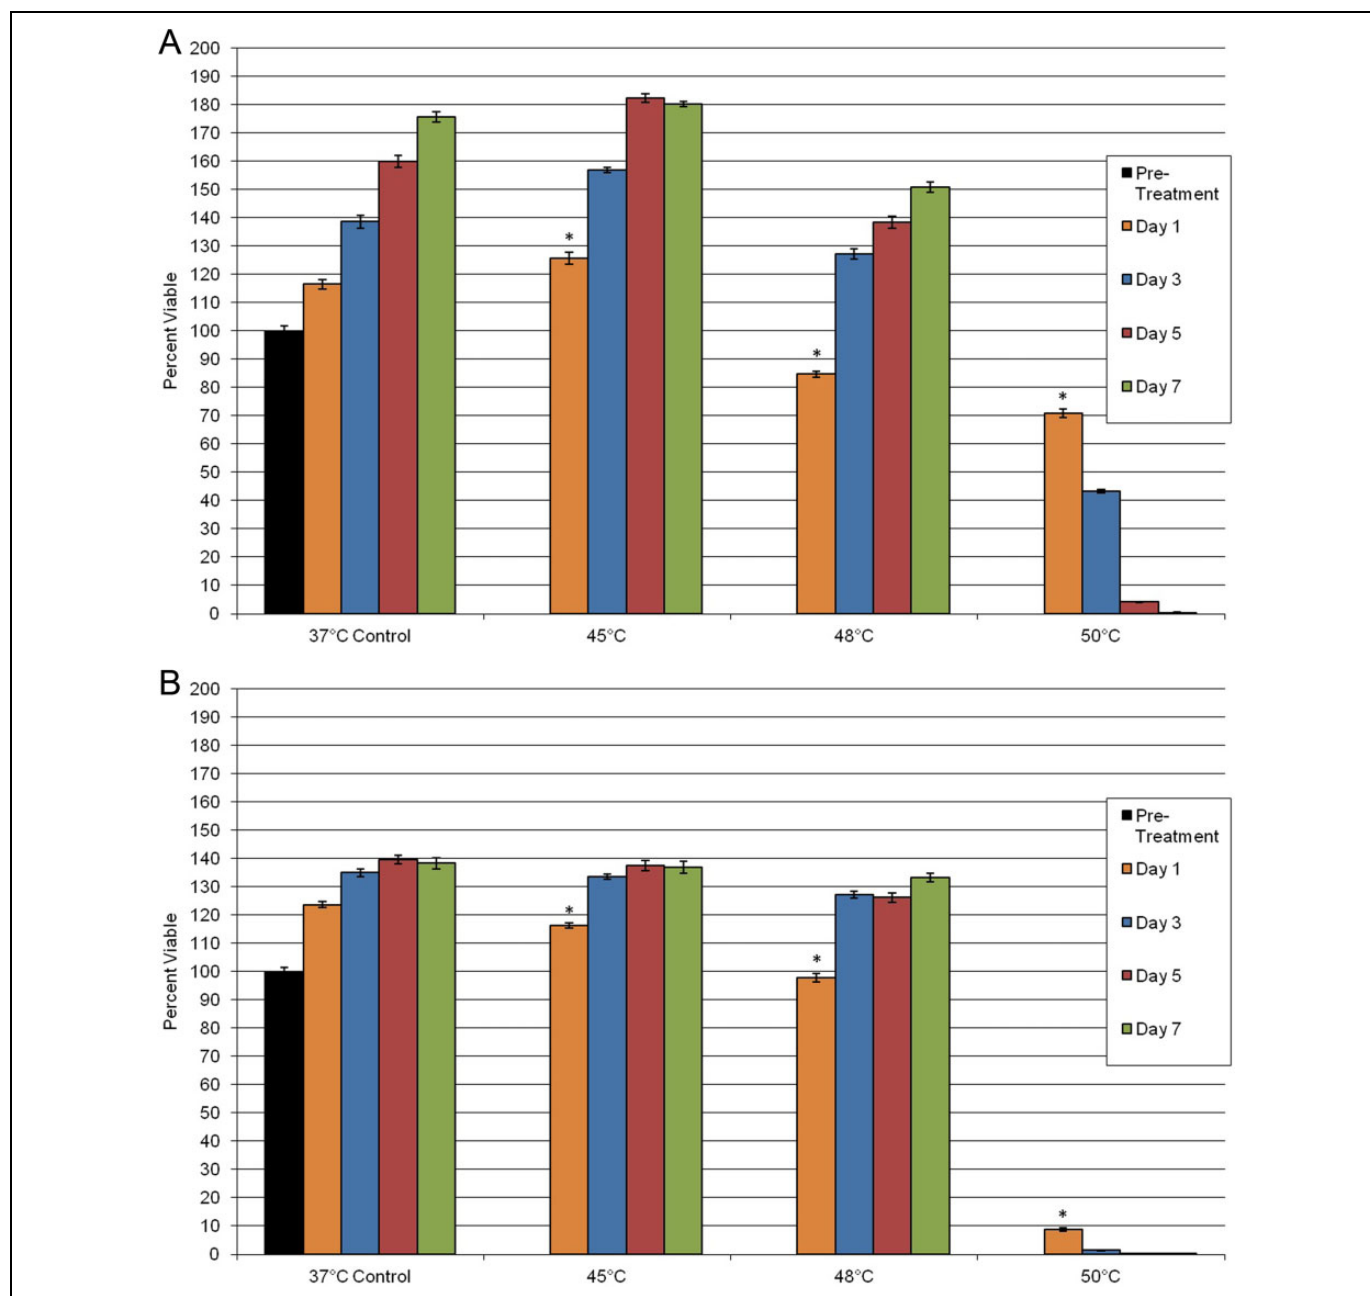 A
200
190
180
170
160
150
140
130
120
110
100
90
80
70
60
50
40
30
20
10
0
Percent Viable
*
*
*
Pre-
Treatment
Day 1
Day 3
Day 5
Day 7
37°C Control
45°C
48°C
50°C
B
200
190
180
170
160
150
140
130
120
110
100
90
80
70
60
50
40
30
20
10
0
Percent Viable
*
*
*
Pre-
Treatment
Day 1
Day 3
Day 5
Day 7
37°C Control
45°C
48°C
50°C